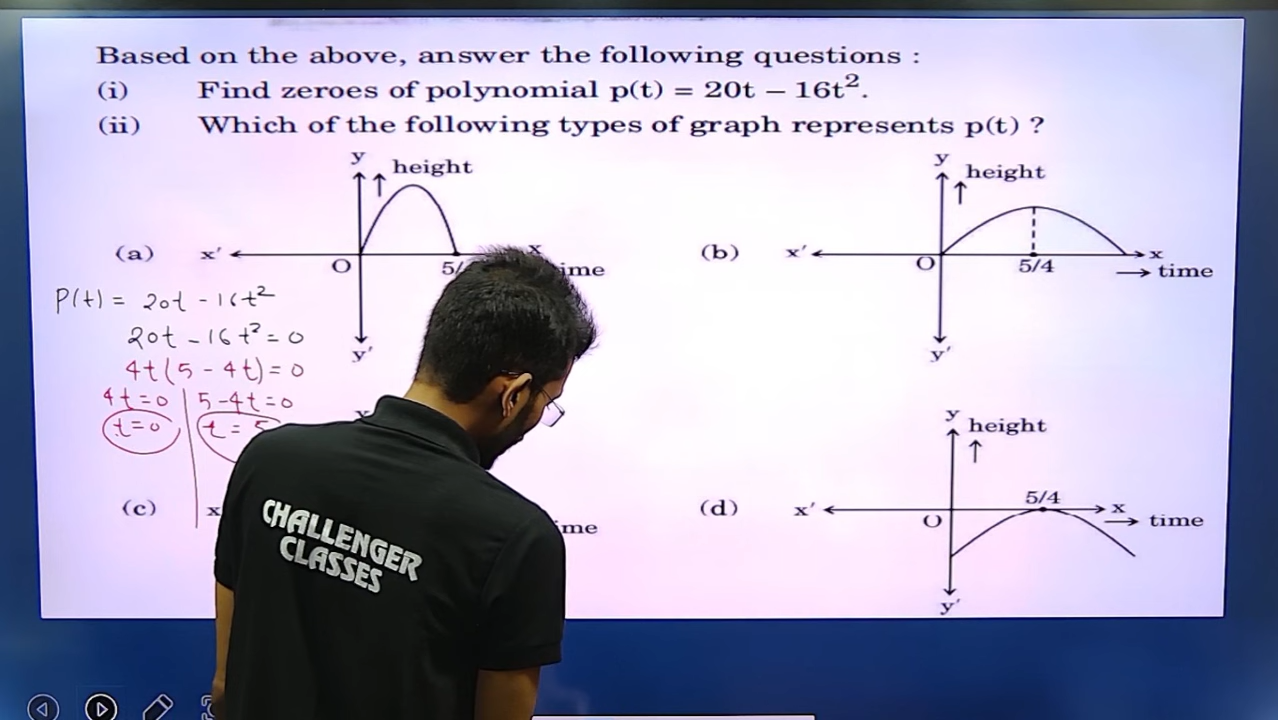 Based on the above, answer the following questions :
(i) Find zeroes of polynomial p(t) = 20t − 16t².
(ii) Which of the following types of graph represents p(t) ?
y
height
(a) x′
O
y′
y
height
(b) x′ x
O 5/4 time
y′
P(t) = 20t - 16t²
20t - 16t² = 0
4t(5 - 4t) = 0
4t=0 5-4t=0
t=0 t =
(c)
y
height
5/4
(d) x′ x
O time
y′
CHALLENGER
CLASSES